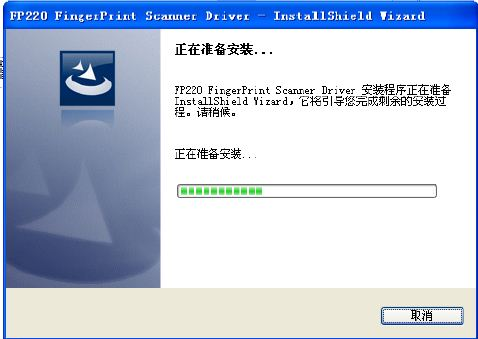 FP220 FingerPrint Scanner Driver - InstallShield Wizard
正在准备安装...
FP220 FingerPrint Scanner Driver 安装程序正在准备
InstallShield Wizard，它将引导您完成剩余的安装过
程。请稍候。
正在准备安装...
取消